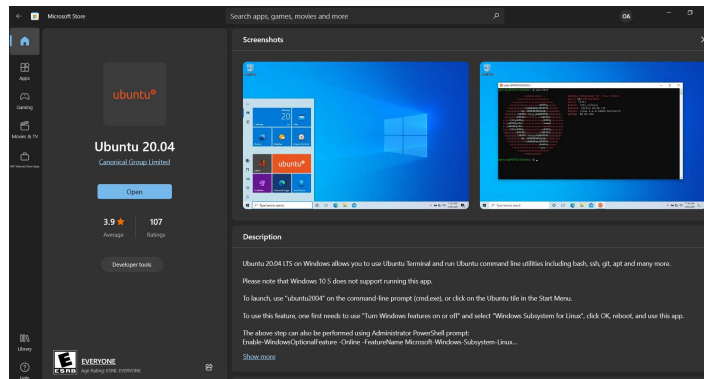 Microsoft Store
Search apps, games, movies and more
OA
Apps
Gaming
Movies & TV
Library
Help
ubuntu®
Ubuntu 20.04
Canonical Group Limited
Open
3.9 ★
Average
107
Ratings
Developer tools
EVERYONE
Age Rating: ESRB: EVERYONE
E
ESRB
Screenshots
20
ubuntu®
Description
Ubuntu 20.04 LTS on Windows allows you to use Ubuntu Terminal and run Ubuntu command line utilities including bash, ssh, git, apt and many more.
Please note that Windows 10 S does not support running this app.
To launch, use "ubuntu2004" on the command-line prompt (cmd.exe), or click on the Ubuntu tile in the Start Menu.
To use this feature, one first needs to use "Turn Windows features on or off" and select "Windows Subsystem for Linux", click OK, reboot, and use this app.
The above step can also be performed using Administrator PowerShell prompt:
Enable-WindowsOptionalFeature -Online -FeatureName Microsoft-Windows-Subsystem-Linux...
Show more